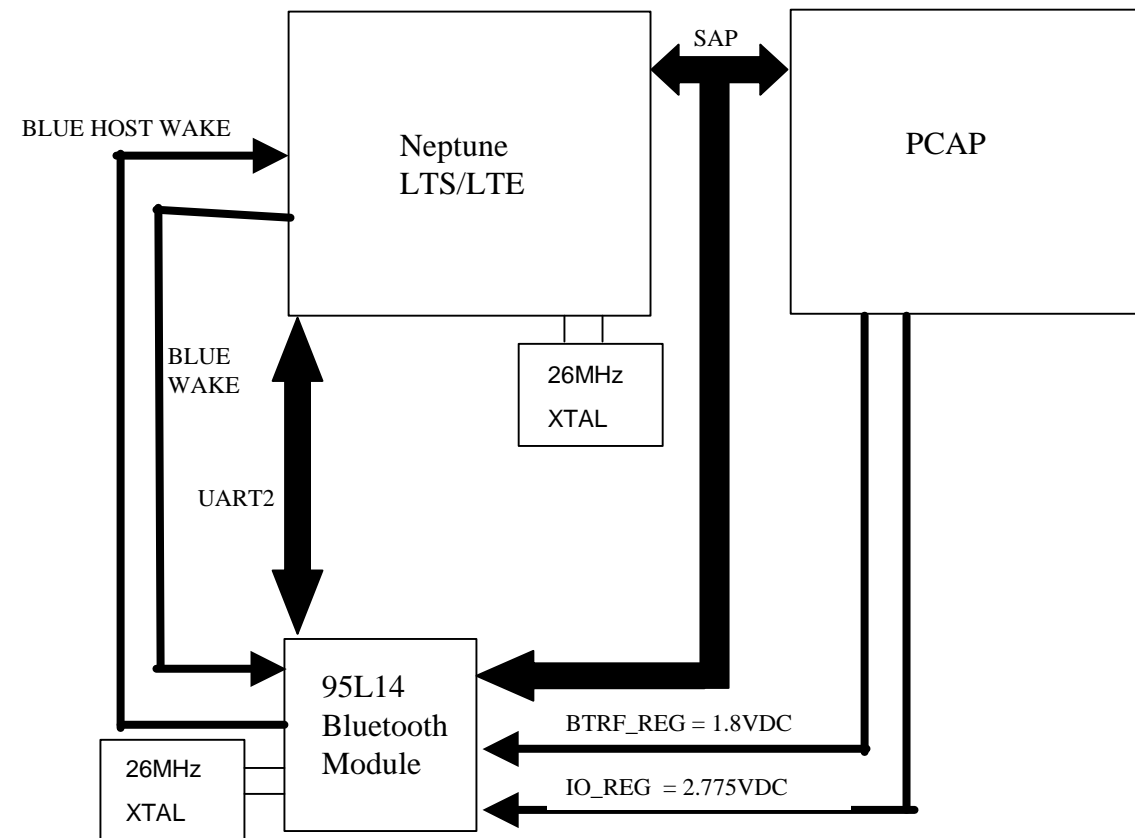 SAP
BLUE HOST WAKE
Neptune
LTS/LTE
PCAP
BLUE
WAKE
26MHz
XTAL
UART2
95L14
Bluetooth
Module
BTRF_REG = 1.8VDC
IO_REG = 2.775VDC
26MHz
XTAL